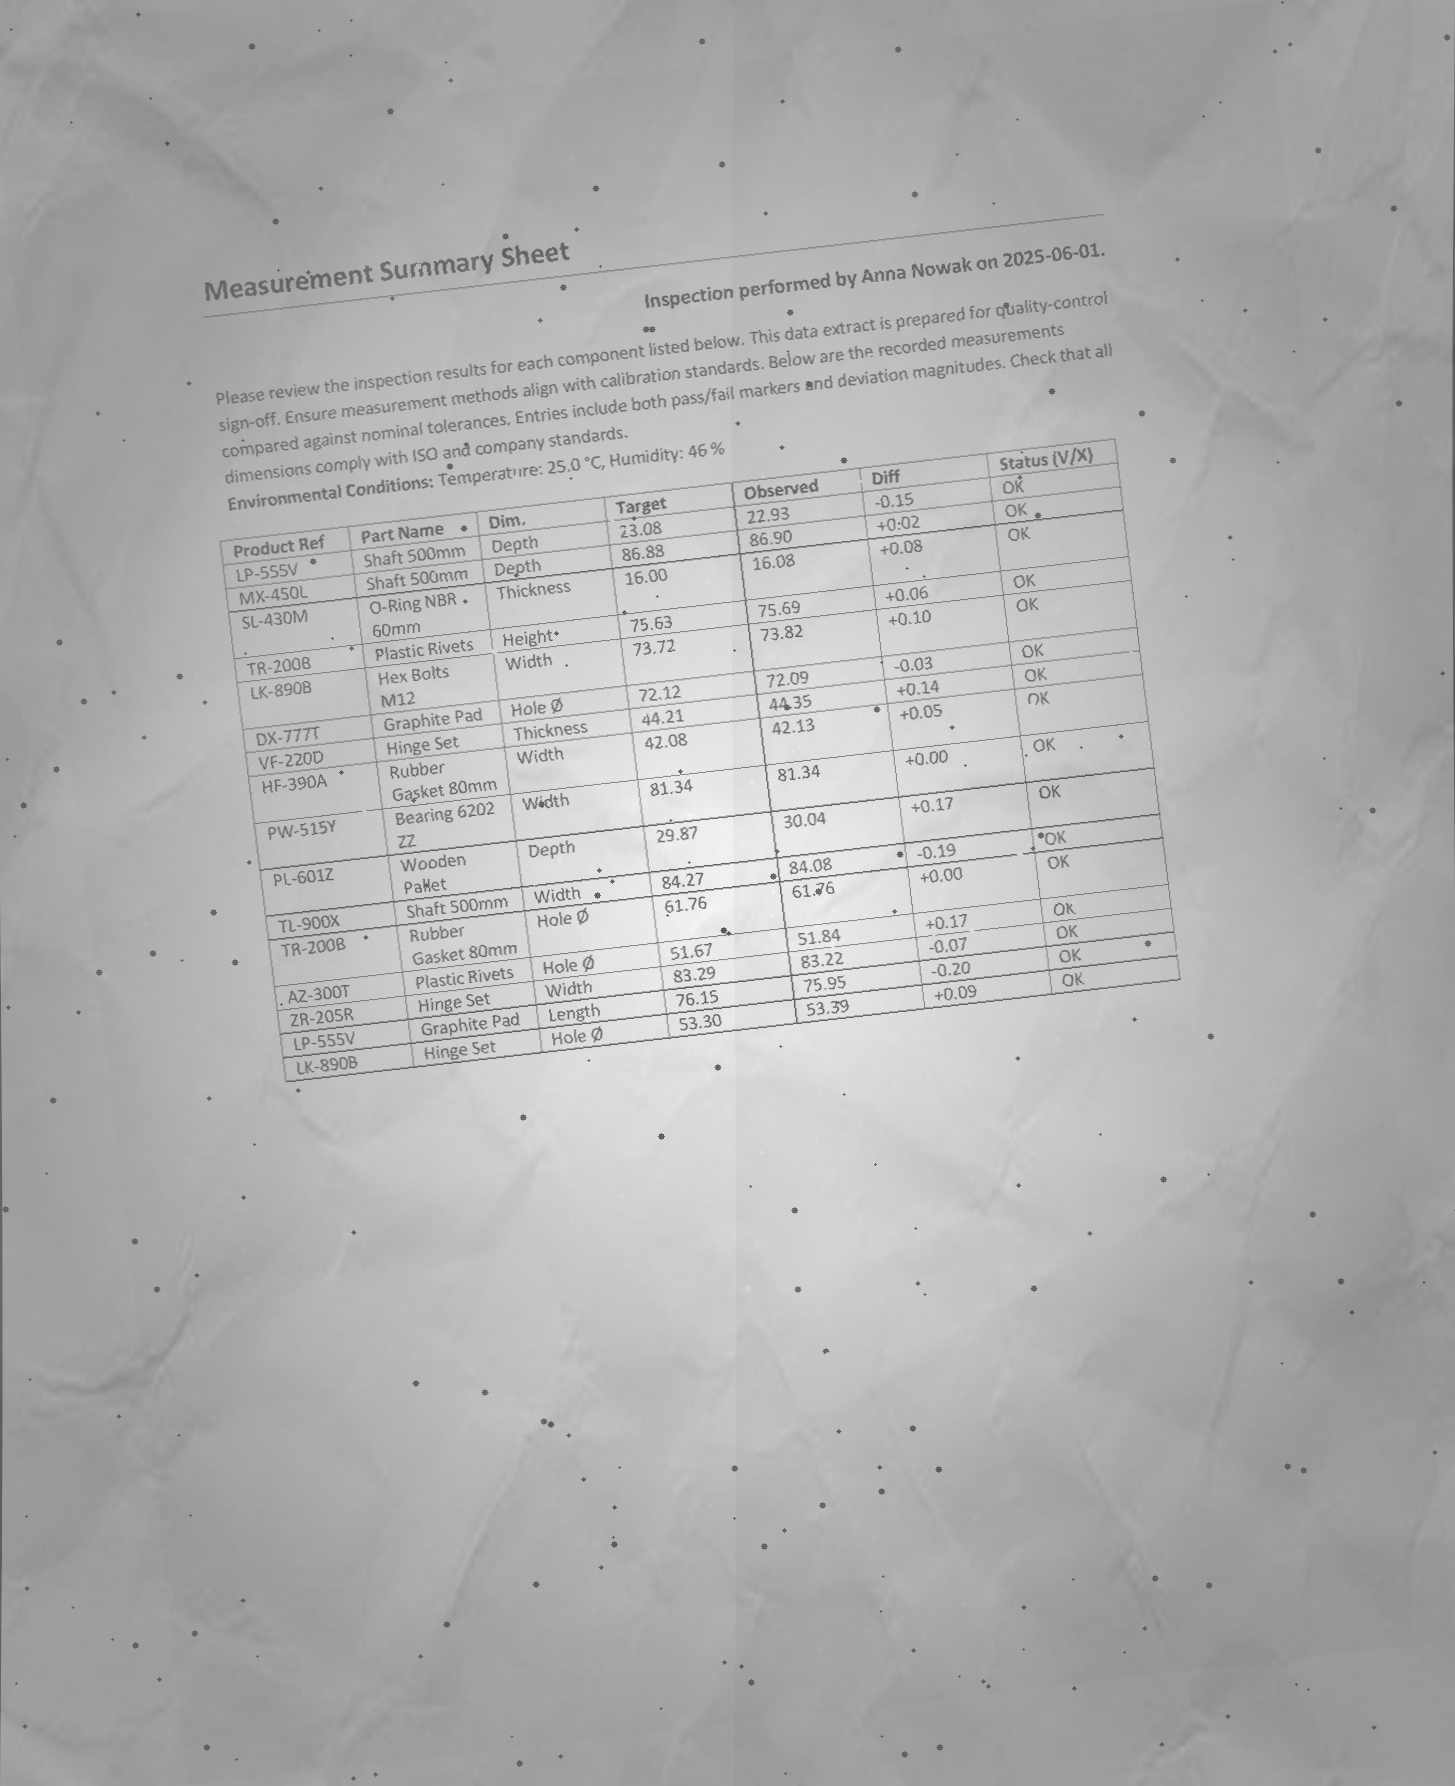 Measurement Summary Sheet
Inspection performed by Anna Nowak on 2025-06-01.
Please review the inspection results for each component listed below. This data extract is prepared for quality-control
sign-off. Ensure measurement methods align with calibration standards. Below are the recorded measurements
compared against nominal tolerances. Entries include both pass/fail markers and deviation magnitudes. Check that all
dimensions comply with ISO and company standards.
Environmental Conditions: Temperature: 25.0 °C, Humidity: 46 %
Product Ref Part Name Dim. Target Observed Diff Status (V/X)
LP-555V Shaft 500mm Depth 23.08 22.93 -0.15 OK
MX-450L Shaft 500mm Depth 86.88 86.90 +0.02 OK
SL-430M O-Ring NBR Thickness 16.00 16.08 +0.08 OK
60mm
TR-200B Plastic Rivets Height 75.63 75.69 +0.06 OK
LK-890B Hex Bolts Width 73.72 73.82 +0.10 OK
M12
DX-777T Graphite Pad Hole Ø 72.12 72.09 -0.03 OK
VF-220D Hinge Set Thickness 44.21 44.35 +0.14 OK
HF-390A Rubber Width 42.08 42.13 +0.05 OK
Gasket 80mm
PW-515Y Bearing 6202 Width 81.34 81.34 +0.00 OK
ZZ
PL-601Z Wooden Depth 29.87 30.04 +0.17 OK
Pallet
TL-900X Shaft 500mm Width 84.27 84.08 -0.19 OK
TR-200B Rubber Hole Ø 61.76 61.76 +0.00 OK
Gasket 80mm
AZ-300T Plastic Rivets Hole Ø 51.67 51.84 +0.17 OK
ZR-205R Hinge Set Width 83.29 83.22 -0.07 OK
LP-555V Graphite Pad Length 76.15 75.95 -0.20 OK
LK-890B Hinge Set Hole Ø 53.30 53.39 +0.09 OK